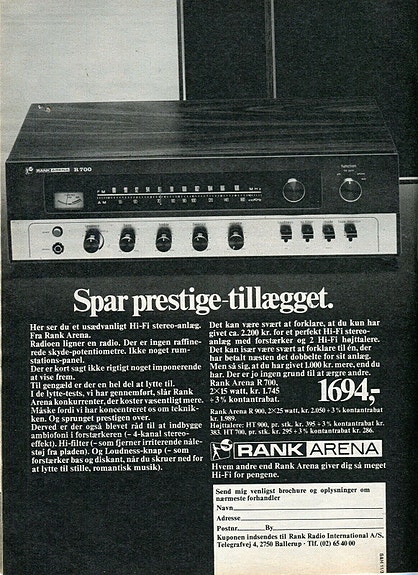 RANK ARENA R 700
function
FM
MHz
AM
Spar prestige-tillægget.
Her ser du et usædvanligt Hi-Fi stereo-anlæg.
Fra Rank Arena.
Radioen ligner en radio. Der er ingen raffine-
rede skyde-potentiometre. Ikke noget rum-
stations-panel.
Der er kort sagt ikke rigtigt noget imponerende
at vise frem.
Til gengæld er der en hel del at lytte til.
I de lytte-tests, vi har gennemført, slår Rank
Arena konkurrenter, der koster væsentligt mere.
Måske fordi vi har koncentreret os om teknik-
ken. Og sprunget prestigen over.
Derved er der også blevet råd til at indbygge
ambiofoni i forstærkeren (~ 4-kanal stereo-
effekt). Hi-filter (~ som fjerner irriterende nåle-
støj fra pladen). Og Loudness-knap (~ som
forstærker bas og diskant, når du skruer ned for
at lytte til stille, romantisk musik).
Det kan være svært at forklare, at du kun har
givet ca. 2.200 kr. for et perfekt Hi-Fi stereo-
anlæg med forstærker og 2 Hi-Fi højttalere.
Det kan især være svært at forklare til én, der
har betalt næsten det dobbelte for sit anlæg.
Men så sig, at du har givet 1.000 kr. mere, end du
har. Der er jo ingen grund til at ærgre andre.
Rank Arena R 700,
2×15 watt, kr. 1.745
÷3% kontantrabat.
1694,-
Rank Arena R 900, 2×25 watt, kr. 2.050 ÷3% kontantrabat
kr. 1.989.
Højttalere: HT 900, pr. stk. kr. 395 ÷3% kontantrabat kr.
383. HT 700, pr. stk. kr. 295 ÷3% kontantrabat kr. 286.
RANK ARENA
Hvem andre end Rank Arena giver dig så meget
Hi-Fi for pengene.
Send mig venligst brochure og oplysninger om
nærmeste forhandler
Navn
Adresse
Postnr. By
Kuponen indsendes til Rank Radio International A/S,
Telegrafvej 4, 2750 Ballerup · Tlf. (02) 65 40 00